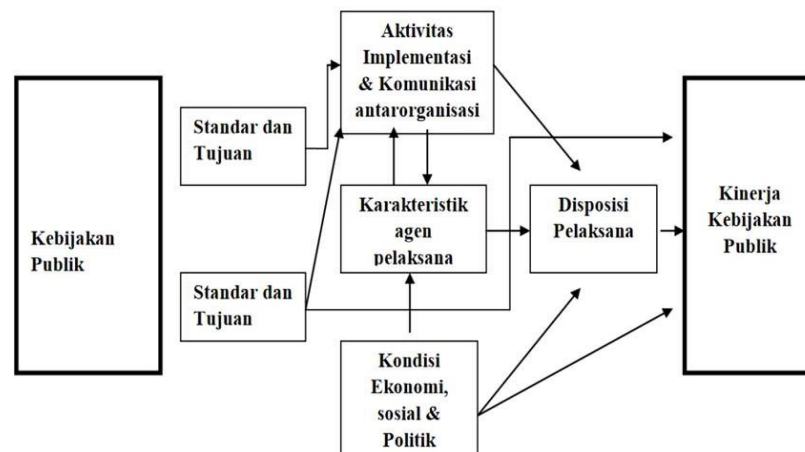 Aktivitas
Implementasi
& Komunikasi
antarorganisasi
Standar dan
Tujuan
Kebijakan
Publik
Karakteristik
agen
pelaksana
Disposisi
Pelaksana
Kinerja
Kebijakan
Publik
Standar dan
Tujuan
Kondisi
Ekonomi,
sosial &
Politik